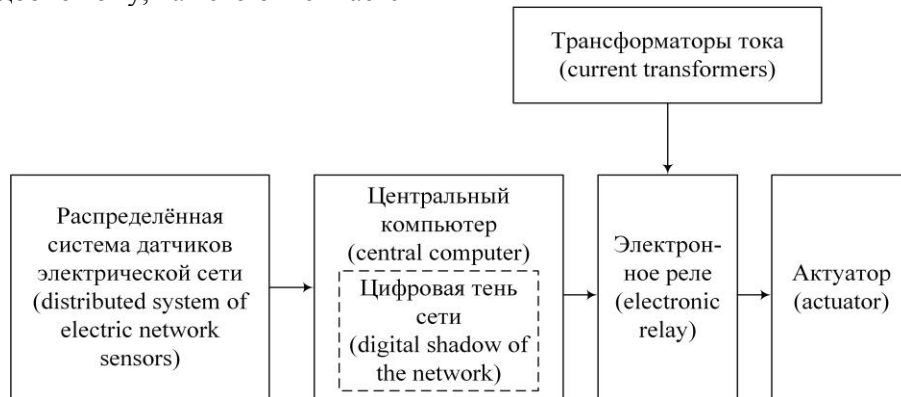 Трансформаторы тока
(current transformers)
Распределённая
система датчиков
электрической сети
(distributed system of
electric network
sensors)
Центральный
компьютер
(central computer)
Цифровая тень
сети
(digital shadow of
the network)
Электрон-
ное реле
(electronic
relay)
Актуатор
(actuator)